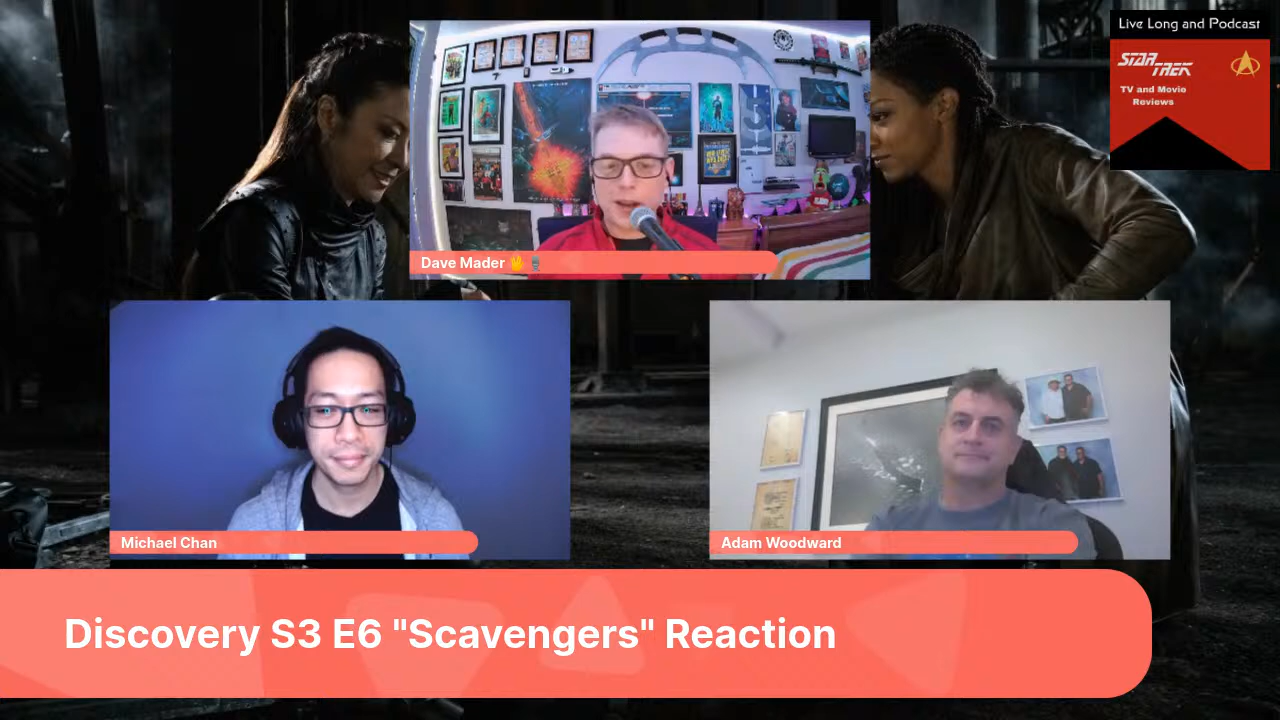 Live Long and Podcast
STAR TREK
TV and Movie
Reviews
Dave Mader 🖖🎙
Michael Chan
Adam Woodward
Discovery S3 E6 "Scavengers" Reaction